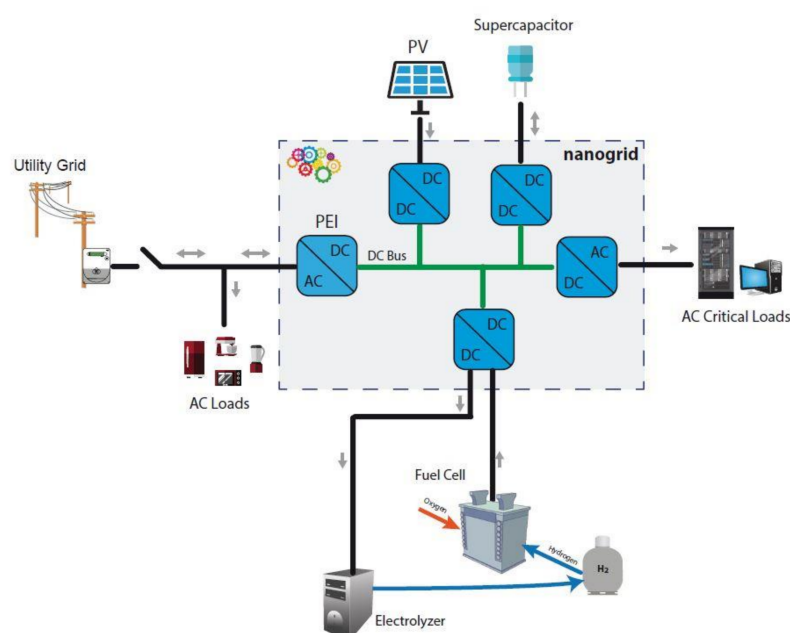 Supercapacitor
PV
nanogrid
Utility Grid
DC
DC
DC
DC
PEI
DC
AC
DC Bus
AC
DC
AC Critical Loads
DC
DC
AC Loads
Fuel Cell
Oxygen
Hydrogen
H2
Electrolyzer